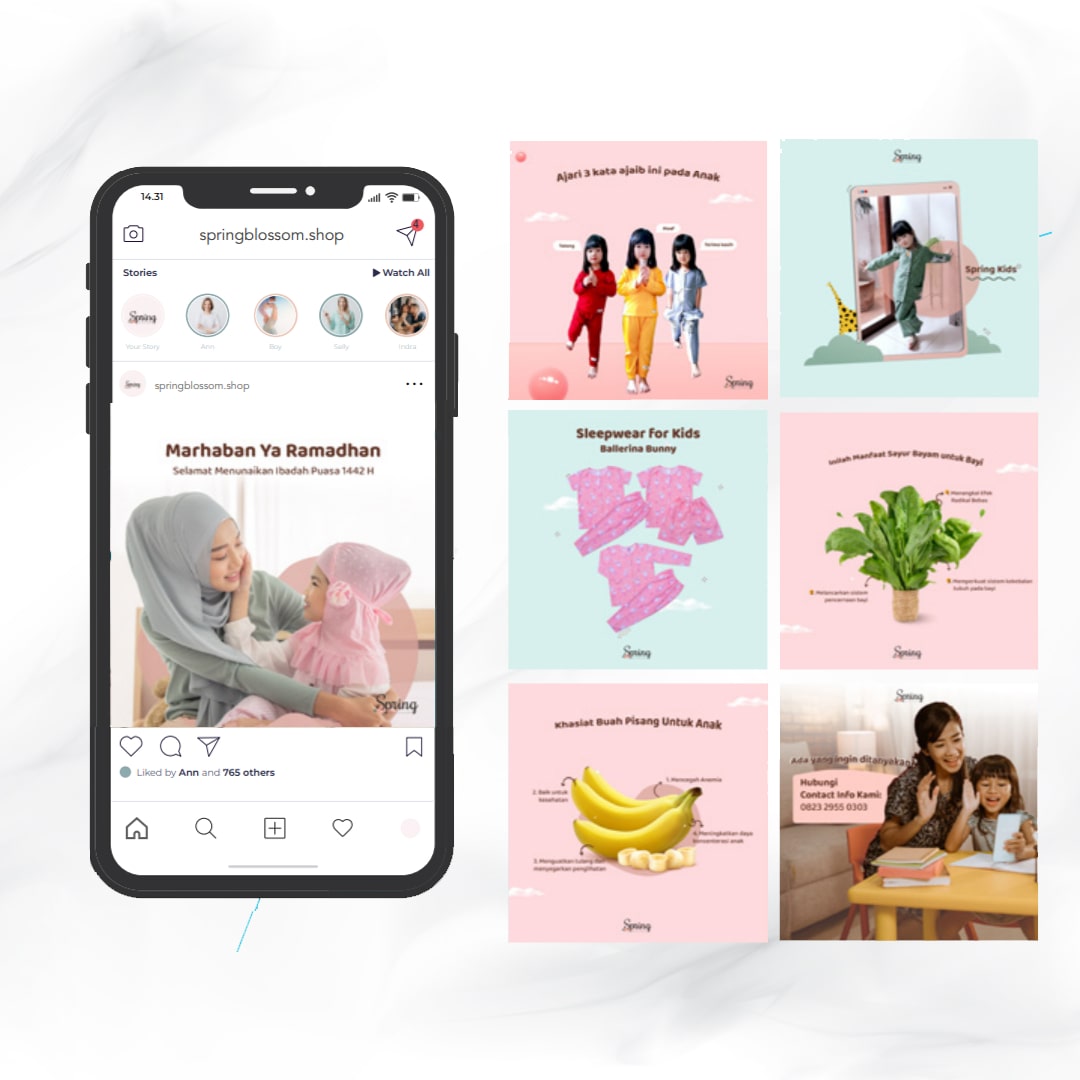 14.31
springblossom.shop
4
Stories
Watch All
Spring
Your Story
Ann
Boy
Sally
Indra
Spring
springblossom.shop
Marhaban Ya Ramadhan
Selamat Menunaikan Ibadah Puasa 1442 H
Spring
Liked by Ann and 765 others
Ajari 3 kata ajaib ini pada Anak
Tolong
Maaf
Terima kasih
Spring
Spring
Spring Kids
Sleepwear for Kids
Ballerina Bunny
Spring
Inilah Manfaat Sayur Bayam untuk Bayi
Menangkal Efek
Radikal Bebas
Memperkuat sistem kekebalan
tubuh pada bayi
Melancarkan sistem
pencernaan bayi
Spring
Khasiat Buah Pisang Untuk Anak
1. Mencegah Anemia
2. Baik untuk
kesehatan
4. Meningkatkan daya
konsenterasi anak
3. Menguatkan tulang dan
menyegarkan penglihatan
Spring
Spring
Ada yang ingin ditanyakan
Hubungi
Contact Info Kami:
0823 2955 0303